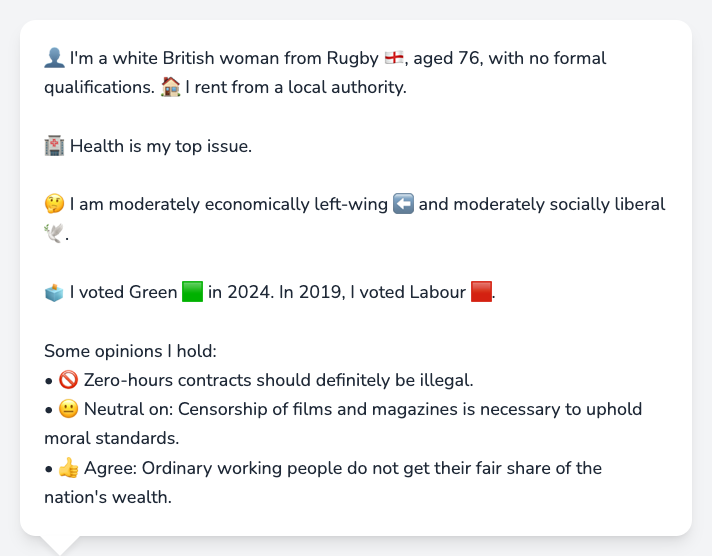 👤 I'm a white British woman from Rugby 🏴󠁧󠁢󠁥󠁮󠁧󠁿, aged 76, with no formal
qualifications. 🏠 I rent from a local authority.
🏥 Health is my top issue.
🤔 I am moderately economically left-wing ⬅️ and moderately socially liberal
🕊️.
🗳️ I voted Green 🟩 in 2024. In 2019, I voted Labour 🟥.
Some opinions I hold:
• 🚫 Zero-hours contracts should definitely be illegal.
• 😐 Neutral on: Censorship of films and magazines is necessary to uphold
moral standards.
• 👍 Agree: Ordinary working people do not get their fair share of the
nation's wealth.